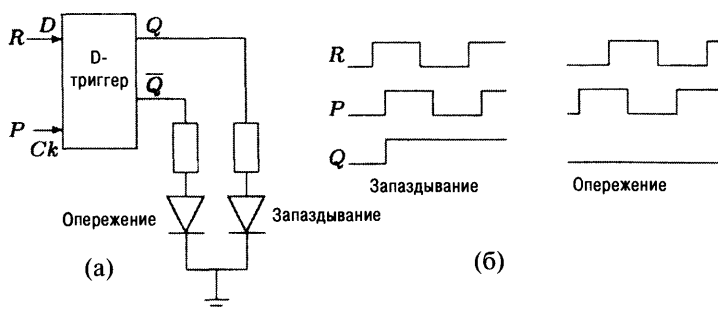 R D Q
D-
триггер
Q̅
P
Ck
Опережение
Запаздывание
(а)
R
P
Q
Запаздывание
Опережение
(б)